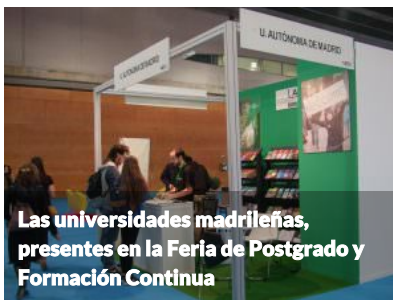 U. AUTÓNOMA DE MADRID
Las universidades madrileñas,
presentes en la Feria de Postgrado y
Formación Continua